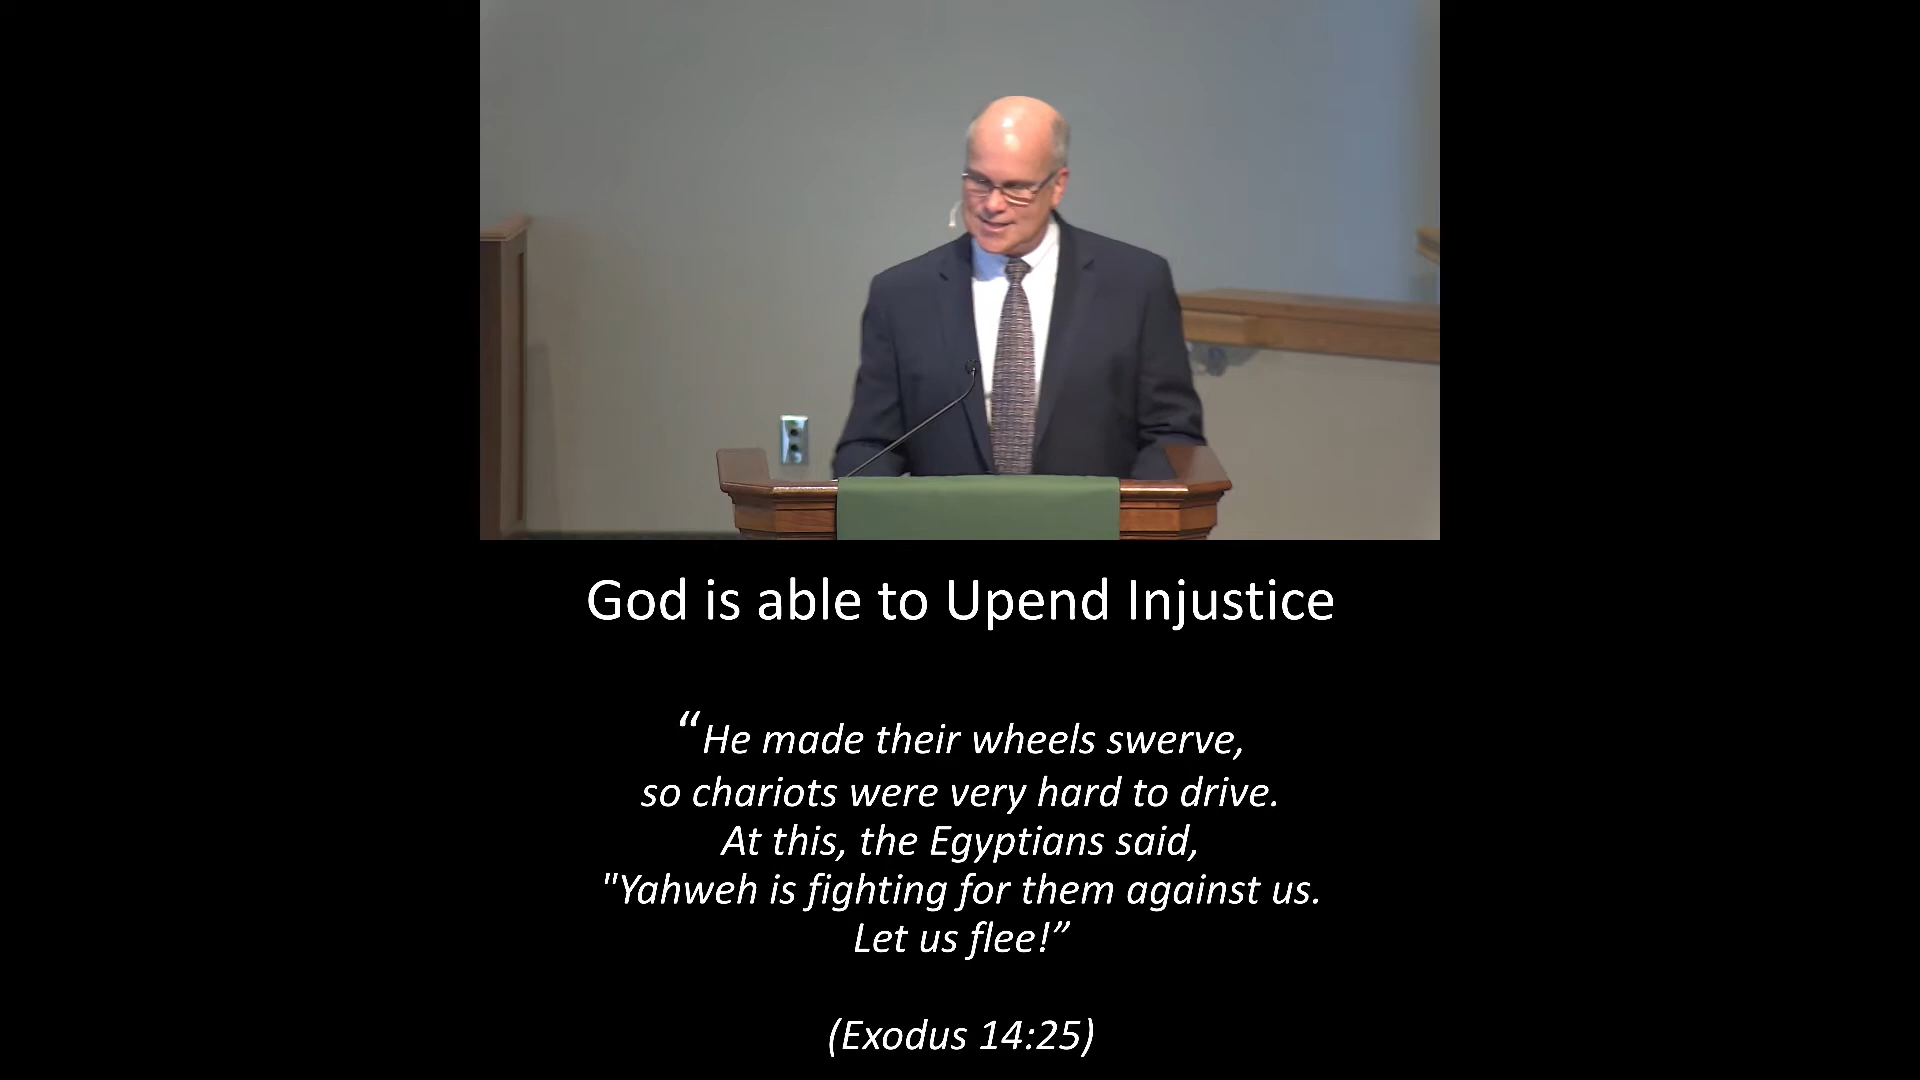 God is able to Upend Injustice
“He made their wheels swerve,
so chariots were very hard to drive.
At this, the Egyptians said,
"Yahweh is fighting for them against us.
Let us flee!”
(Exodus 14:25)